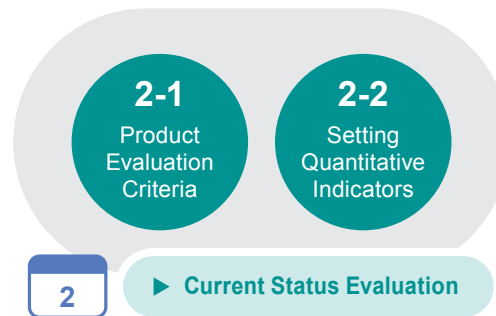 2-1
Product
Evaluation
Criteria
2-2
Setting
Quantitative
Indicators
2
Current Status Evaluation